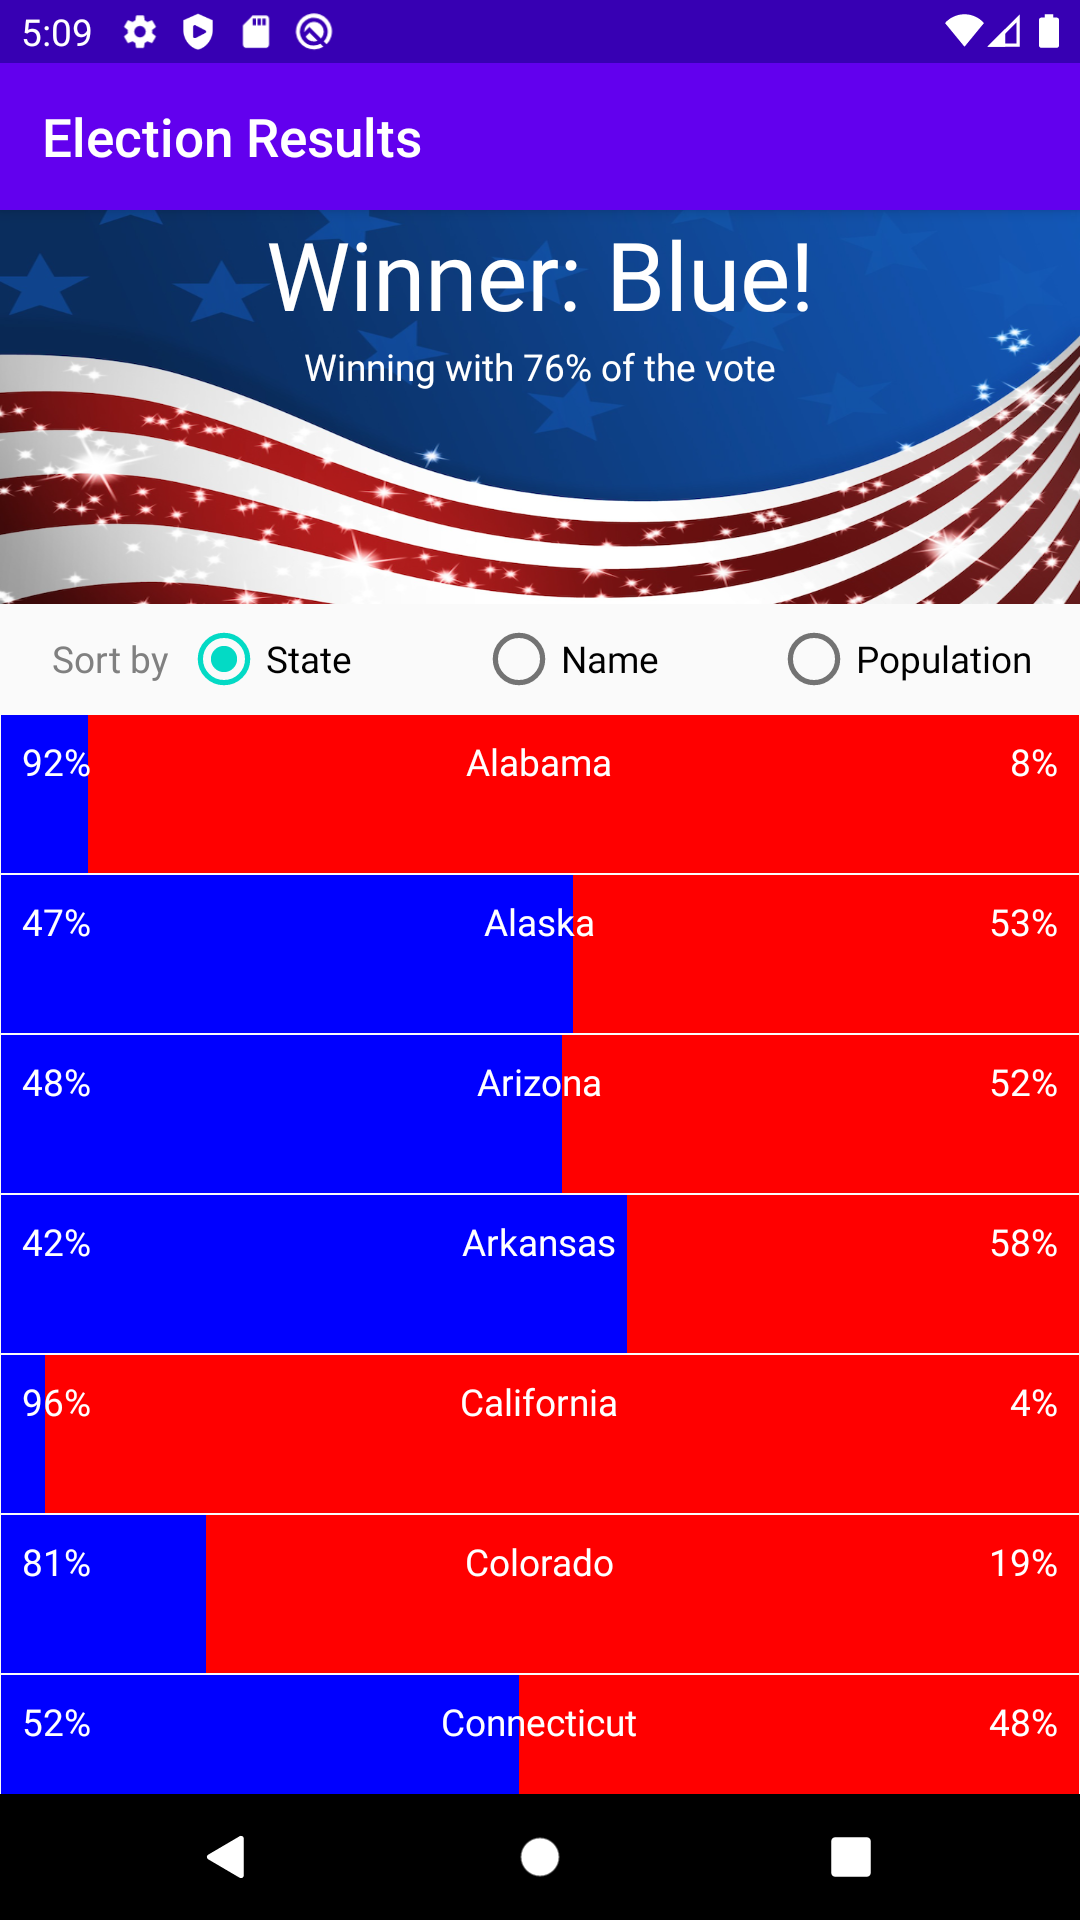 5:09
Election Results
Winner: Blue!
Winning with 76% of the vote
Sort by State Name Population
92% Alabama 8%
47% Alaska 53%
48% Arizona 52%
42% Arkansas 58%
96% California 4%
81% Colorado 19%
52% Connecticut 48%